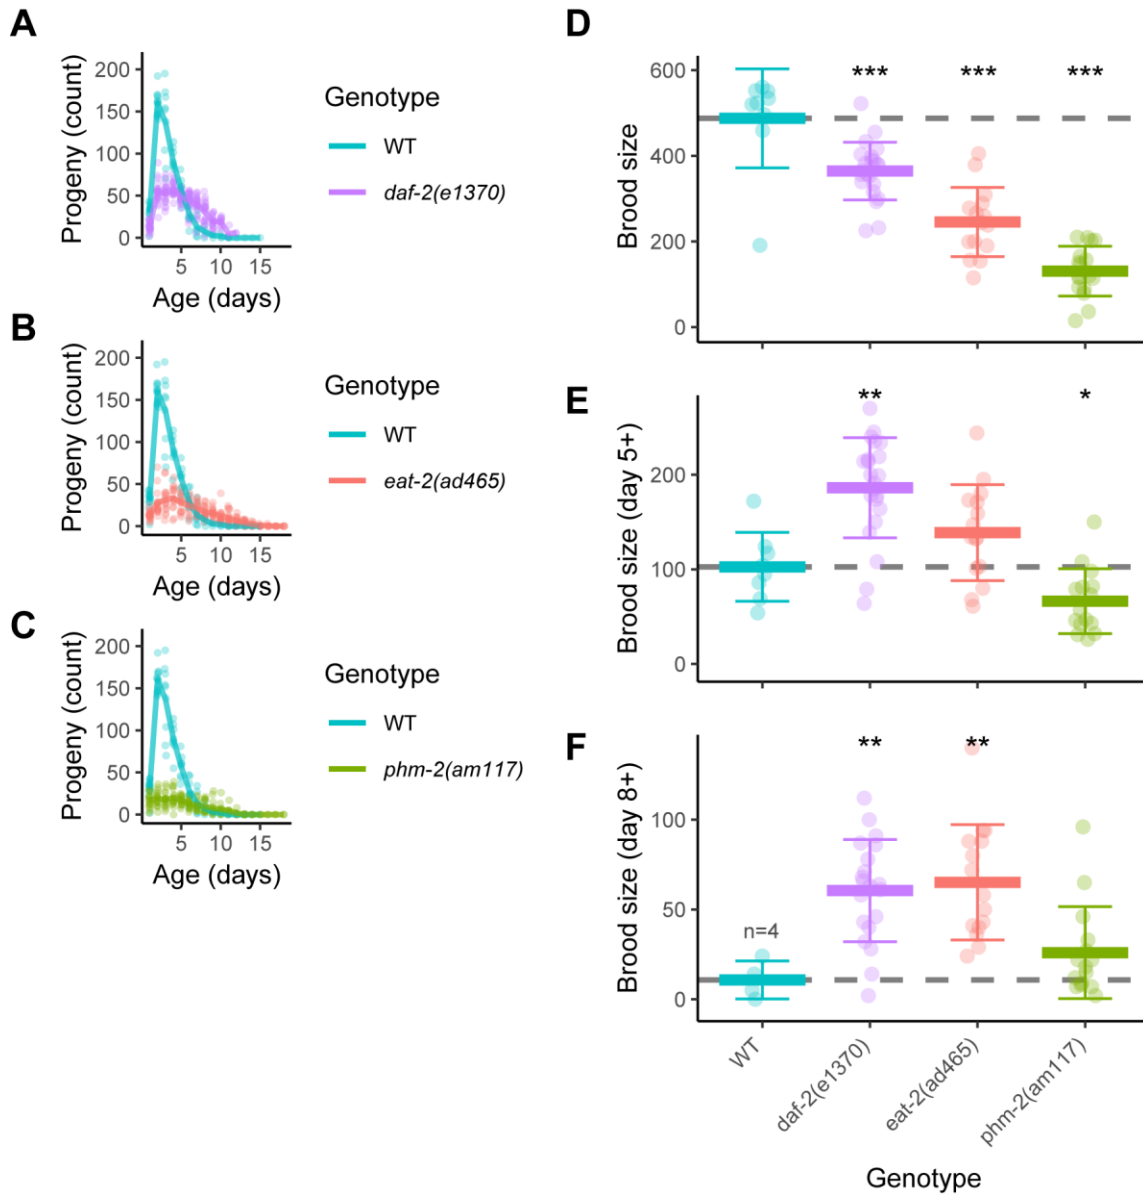 A
Progeny (count)
200
150
100
50
0
5 10 15
Age (days)
Genotype
WT
daf-2(e1370)
B
Progeny (count)
200
150
100
50
0
5 10 15
Age (days)
Genotype
WT
eat-2(ad465)
C
Progeny (count)
200
150
100
50
0
5 10 15
Age (days)
Genotype
WT
phm-2(am117)
D
Brood size
600
400
200
0
*** *** ***
E
Brood size (day 5+)
200
100
0
** *
F
Brood size (day 8+)
100
50
0
** **
n=4
WT
daf-2(e1370)
eat-2(ad465)
phm-2(am117)
Genotype